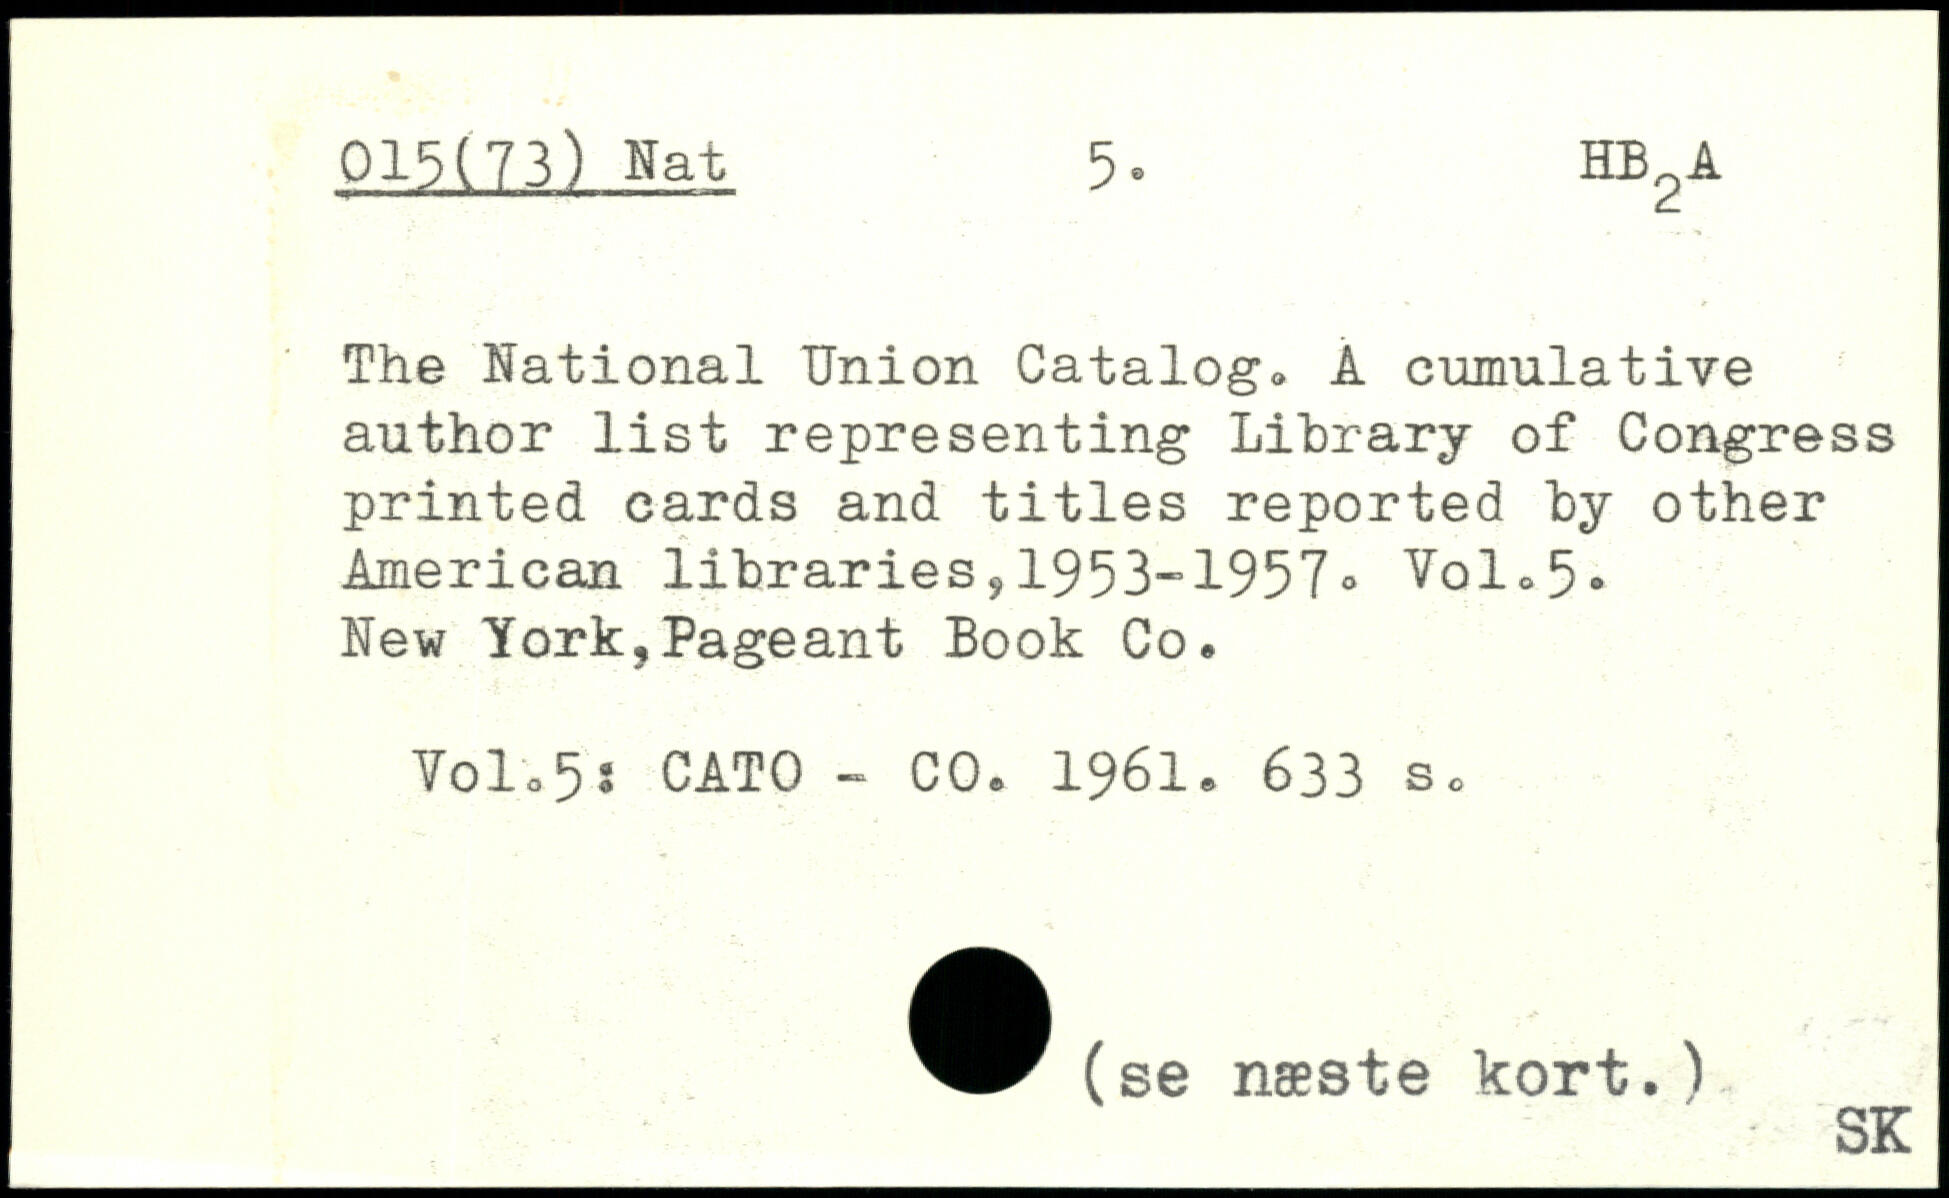 015(73) Nat 5. HB₂A
The National Union Catalog. A cumulative
author list representing Library of Congress
printed cards and titles reported by other
American libraries,1953-1957. Vol.5.
New York,Pageant Book Co.
Vol.5: CATO - CO. 1961. 633 s.
(se næste kort.)
SK